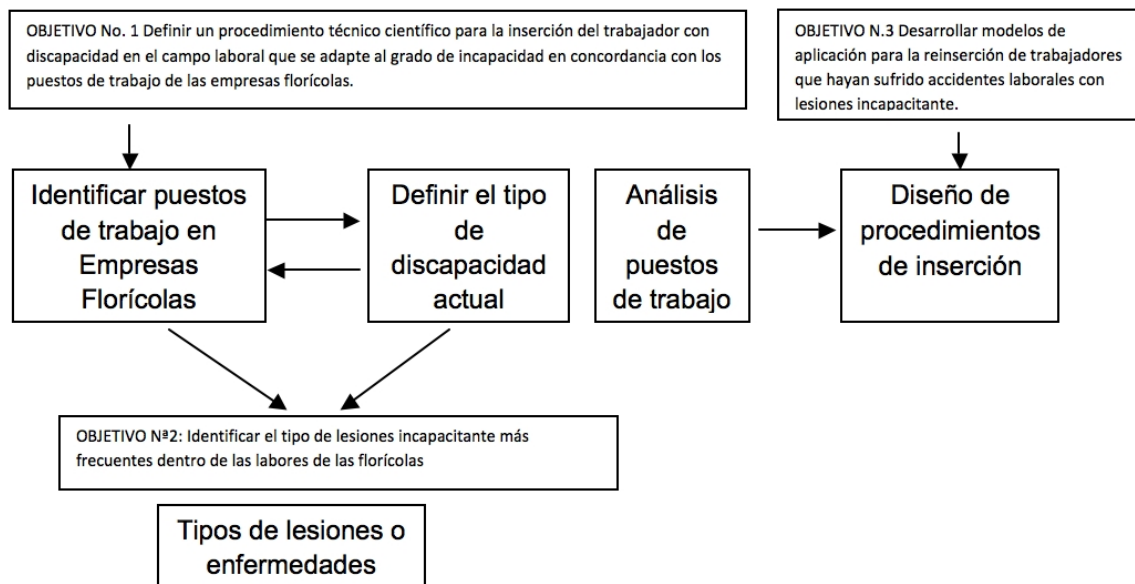 OBJETIVO No. 1 Definir un procedimiento técnico científico para la inserción del trabajador con
discapacidad en el campo laboral que se adapte al grado de incapacidad en concordancia con los
puestos de trabajo de las empresas florícolas.
OBJETIVO N.3 Desarrollar modelos de
aplicación para la reinserción de trabajadores
que hayan sufrido accidentes laborales con
lesiones incapacitante.
Identificar puestos
de trabajo en
Empresas
Florícolas
Definir el tipo
de
discapacidad
actual
Análisis
de
puestos
de trabajo
Diseño de
procedimientos
de inserción
OBJETIVO Nª2: Identificar el tipo de lesiones incapacitante más
frecuentes dentro de las labores de las florícolas
Tipos de lesiones o
enfermedades